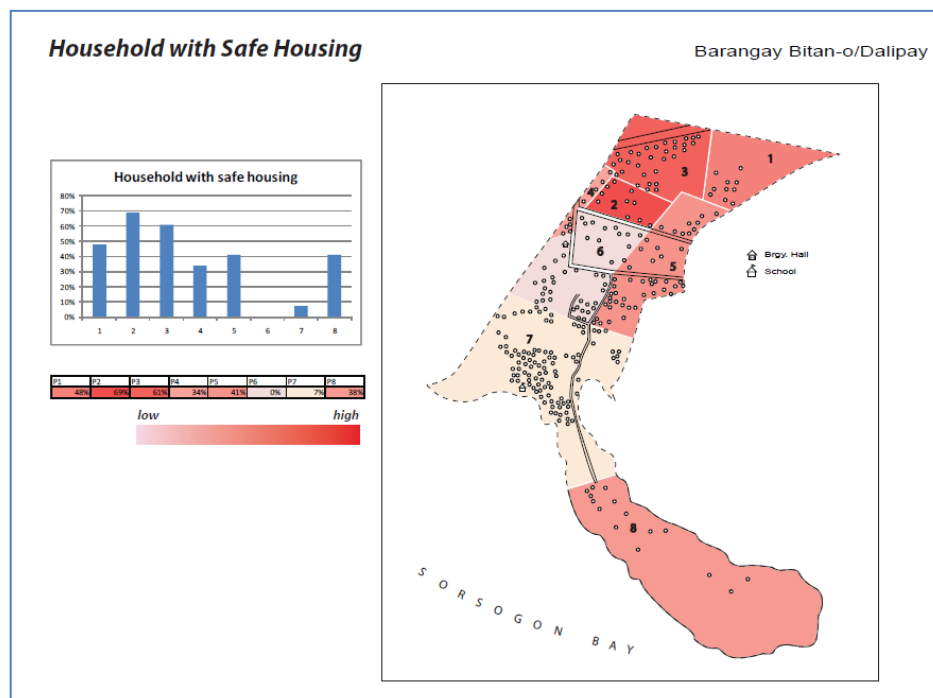 Household with Safe Housing
Barangay Bitan-o/Dalipay
Household with safe housing
80%
70%
60%
50%
40%
30%
20%
10%
0%
1 2 3 4 5 6 7 8
P1 P2 P3 P4 P5 P6 P7 P8
48% 69% 61% 34% 41% 0% 7% 38%
low high
1
3
4
2
6
5
7
8
Brgy. Hall
School
SORSOGON BAY